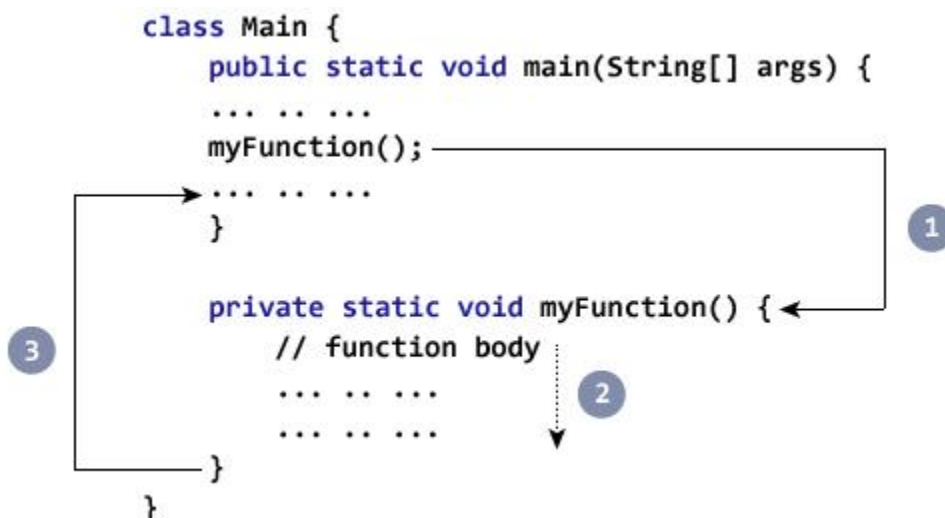 class Main {
public static void main(String[] args) {
... .. ...
myFunction();
... .. ...
}
1
private static void myFunction() {
// function body
3
... .. ...
2
... .. ...
}
}